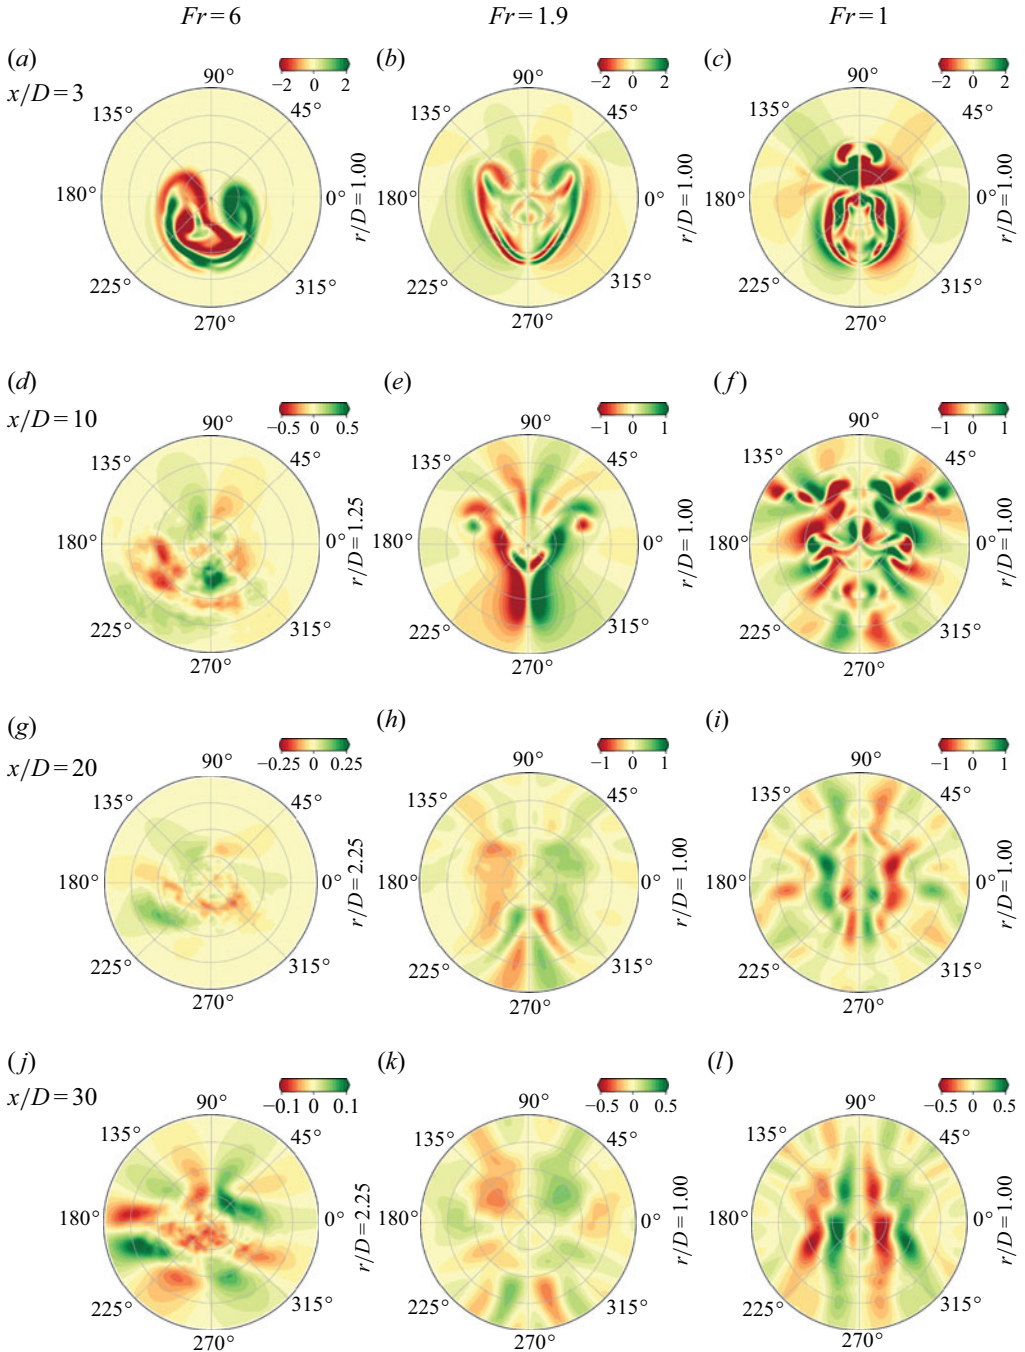 Fr = 6 Fr = 1.9 Fr = 1
(a) (b) (c)
−2 0 2 −2 0 2 −2 0 2
x/D = 3
90° 90° 90°
135° 45° 135° 45° 135° 45°
180° 0° 180° 0° 180° 0°
r/D = 1.00 r/D = 1.00 r/D = 1.00
225° 315° 225° 315° 225° 315°
270° 270° 270°
(d) (e) (f)
x/D = 10
−0.5 0 0.5 −1 0 1 −1 0 1
90° 90° 90°
135° 45° 135° 45° 135° 45°
180° 0° 180° 0° 180° 0°
r/D = 1.25 r/D = 1.00 r/D = 1.00
225° 315° 225° 315° 225° 315°
270° 270° 270°
(g) (h) (i)
x/D = 20
−0.25 0 0.25 −1 0 1 −1 0 1
90° 90° 90°
135° 45° 135° 45° 135° 45°
180° 0° 180° 0° 180° 0°
r/D = 2.25 r/D = 1.00 r/D = 1.00
225° 315° 225° 315° 225° 315°
270° 270° 270°
(j) (k) (l)
x/D = 30
−0.1 0 0.1 −0.5 0 0.5 −0.5 0 0.5
90° 90° 90°
135° 45° 135° 45° 135° 45°
180° 0° 180° 0° 180° 0°
r/D = 2.25 r/D = 1.00 r/D = 1.00
225° 315° 225° 315° 225° 315°
270° 270° 270°